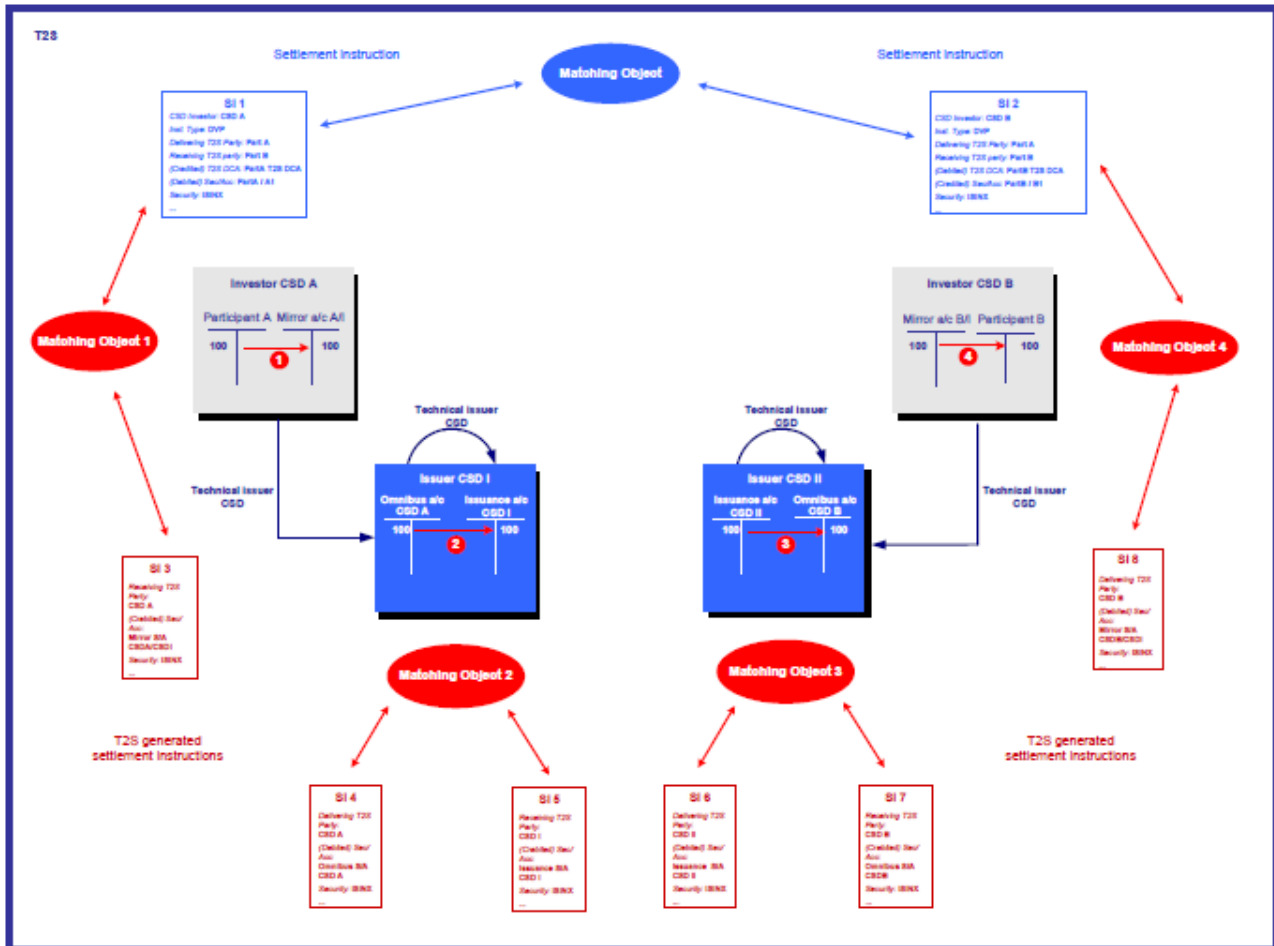 T2S
Settlement instruction
Matching Object
Settlement instruction
SI 1
CSD Investor: CSD A
Inst. Type: DVP
Delivering T2S Party: Part A
Receiving T2S party: Part B
(Credited) T2S DCA: PartA T2S DCA
(Debited) Sec/Acc: PartA / A1
Security: ISINX
...
SI 2
CSD Investor: CSD B
Inst. Type: DVP
Delivering T2S Party: Part A
Receiving T2S party: Part B
(Debited) T2S DCA: PartB T2S DCA
(Credited) Sec/Acc: PartB / B1
Security: ISINX
...
Investor CSD A
Participant A Mirror a/c A/I
100 100
1
Investor CSD B
Mirror a/c B/I Participant B
100 100
4
Matching Object 1
Matching Object 4
Technical issuer
CSD
Technical issuer
CSD
Technical issuer
CSD
Technical issuer
CSD
Issuer CSD I
Omnibus a/c
CSD A
Issuance a/c
CSD I
100 100
2
Issuer CSD II
Issuance a/c
CSD II
Omnibus a/c
CSD B
100 100
3
SI 3
Receiving T2S
Party:
CSD A
(Credited) Sec/
Acc:
Mirror S/A
CSDA/CSDI
Security: ISINX
...
SI 8
Delivering T2S
Party:
CSD B
(Debited) Sec/
Acc:
Mirror S/A
CSDB/CSDI
Security: ISINX
...
Matching Object 2
Matching Object 3
T2S generated
settlement instructions
T2S generated
settlement instructions
SI 4
Delivering T2S
Party:
CSD A
(Debited) Sec/
Acc:
Omnibus S/A
CSD A
Security: ISINX
...
SI 5
Receiving T2S
Party:
CSD I
(Credited) Sec/
Acc:
Issuance S/A
CSD I
Security: ISINX
...
SI 6
Delivering T2S
Party:
CSD II
(Debited) Sec/
Acc:
Issuance S/A
CSD II
Security: ISINX
...
SI 7
Receiving T2S
Party:
CSD B
(Credited) Sec/
Acc:
Omnibus S/A
CSDB
Security: ISINX
...